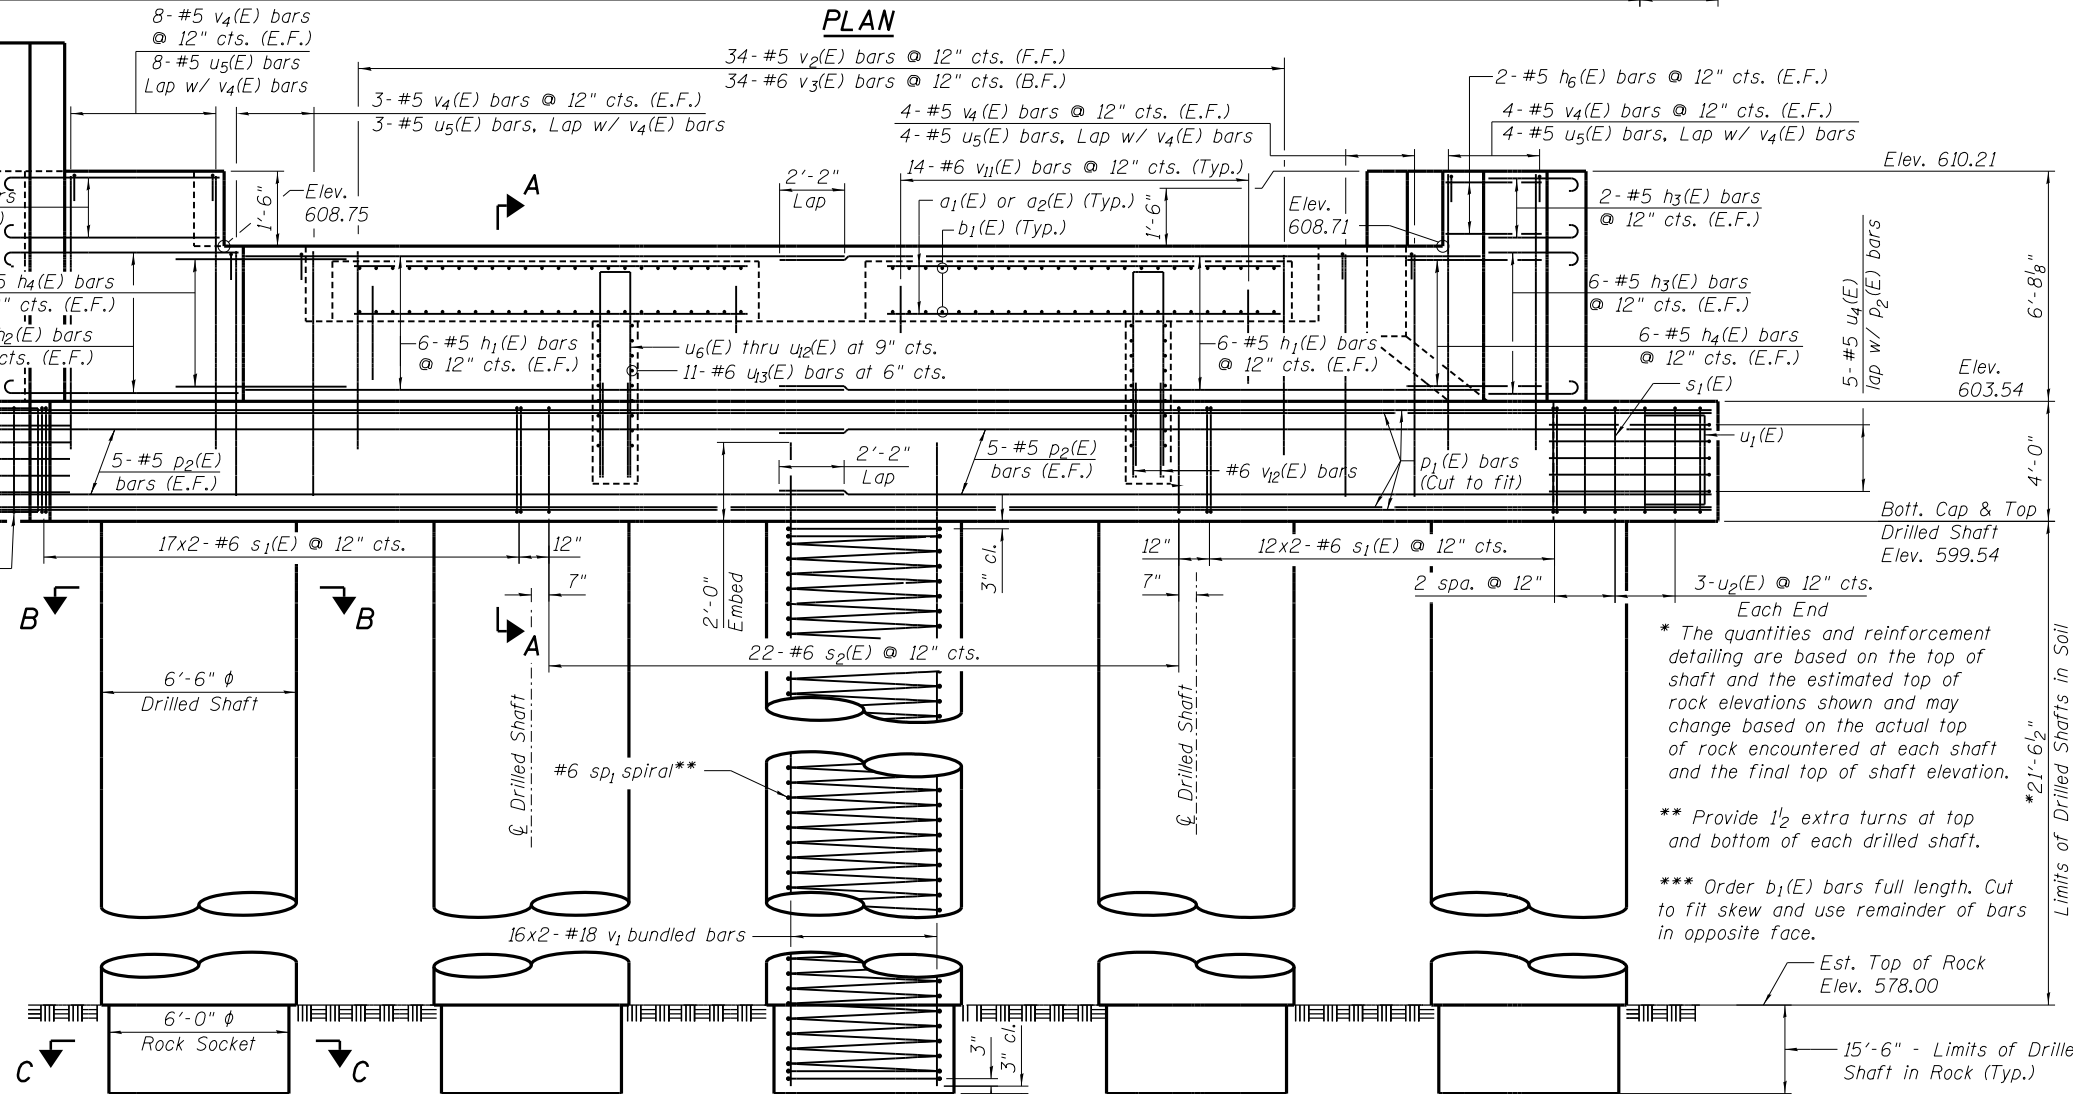 PLAN
8-#5 v4(E) bars
@ 12" cts. (E.F.)
8-#5 u5(E) bars
Lap w/ v4(E) bars
34-#5 v2(E) bars @ 12" cts. (F.F.)
34-#6 v3(E) bars @ 12" cts. (B.F.)
3-#5 v4(E) bars @ 12" cts. (E.F.)
3-#5 u5(E) bars, Lap w/ v4(E) bars
4-#5 v4(E) bars @ 12" cts. (E.F.)
4-#5 u5(E) bars, Lap w/ v4(E) bars
2-#5 h6(E) bars @ 12" cts. (E.F.)
4-#5 v4(E) bars @ 12" cts. (E.F.)
4-#5 u5(E) bars, Lap w/ v4(E) bars
14-#6 v11(E) bars @ 12" cts. (Typ.)
Elev. 610.21
1'-6"
Elev.
608.75
A
2'-2"
Lap
a1(E) or a2(E) (Typ.)
b1(E) (Typ.)
1'-6"
Elev.
608.71
2-#5 h3(E) bars
@ 12" cts. (E.F.)
5-#5 u4(E)
lap w/ p2(E) bars
6'-8⅛"
h4(E) bars
cts. (E.F.)
h2(E) bars
cts. (E.F.)
6-#5 h1(E) bars
@ 12" cts. (E.F.)
u6(E) thru u12(E) at 9" cts.
11-#6 u13(E) bars at 6" cts.
6-#5 h1(E) bars
@ 12" cts. (E.F.)
6-#5 h3(E) bars
@ 12" cts. (E.F.)
6-#5 h4(E) bars
@ 12" cts. (E.F.)
s1(E)
Elev.
603.54
5-#5 p2(E)
bars (E.F.)
2'-2"
Lap
5-#5 p2(E)
bars (E.F.)
#6 v12(E) bars
p1(E) bars
(Cut to fit)
u1(E)
4'-0"
Bott. Cap & Top
Drilled Shaft
Elev. 599.54
17x2-#6 s1(E) @ 12" cts.
12"
7"
2'-0"
Embed
3" cl.
12"
7"
12x2-#6 s1(E) @ 12" cts.
2 spa. @ 12"
3-u2(E) @ 12" cts.
Each End
B
B
A
22-#6 s2(E) @ 12" cts.
6'-6" ϕ
Drilled Shaft
℄ Drilled Shaft
#6 sp1 spiral**
℄ Drilled Shaft
* The quantities and reinforcement
detailing are based on the top of
shaft and the estimated top of
rock elevations shown and may
change based on the actual top
of rock encountered at each shaft
and the final top of shaft elevation.
** Provide 1½ extra turns at top
and bottom of each drilled shaft.
*** Order b1(E) bars full length. Cut
to fit skew and use remainder of bars
in opposite face.
*21'-6½"
Limits of Drilled Shafts in Soil
16x2-#18 v1 bundled bars
Est. Top of Rock
Elev. 578.00
6'-0" ϕ
Rock Socket
C
C
3"
3" cl.
15'-6" - Limits of Drille
Shaft in Rock (Typ.)